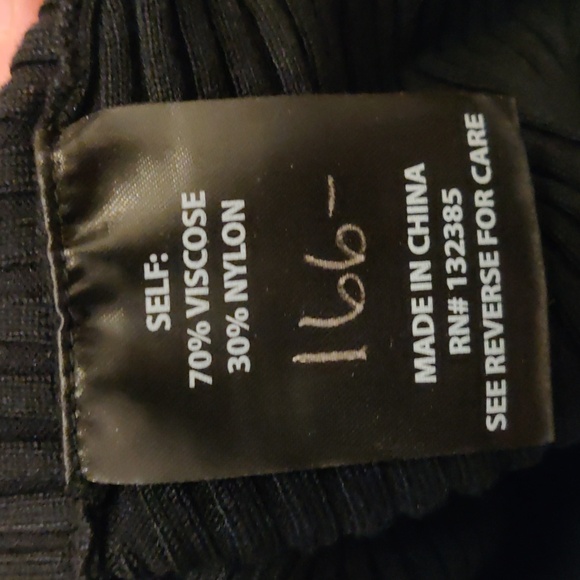 SELF:
70% VISCOSE
30% NYLON
166-
MADE IN CHINA
RN# 132385
SEE REVERSE FOR CARE